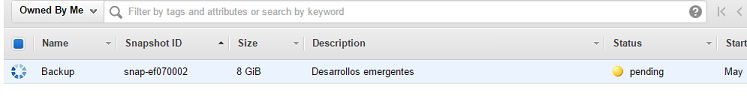 Owned By Me Filter by tags and attributes or search by keyword
Name Snapshot ID Size Description Status Start
Backup snap-ef070002 8 GiB Desarrollos emergentes pending May